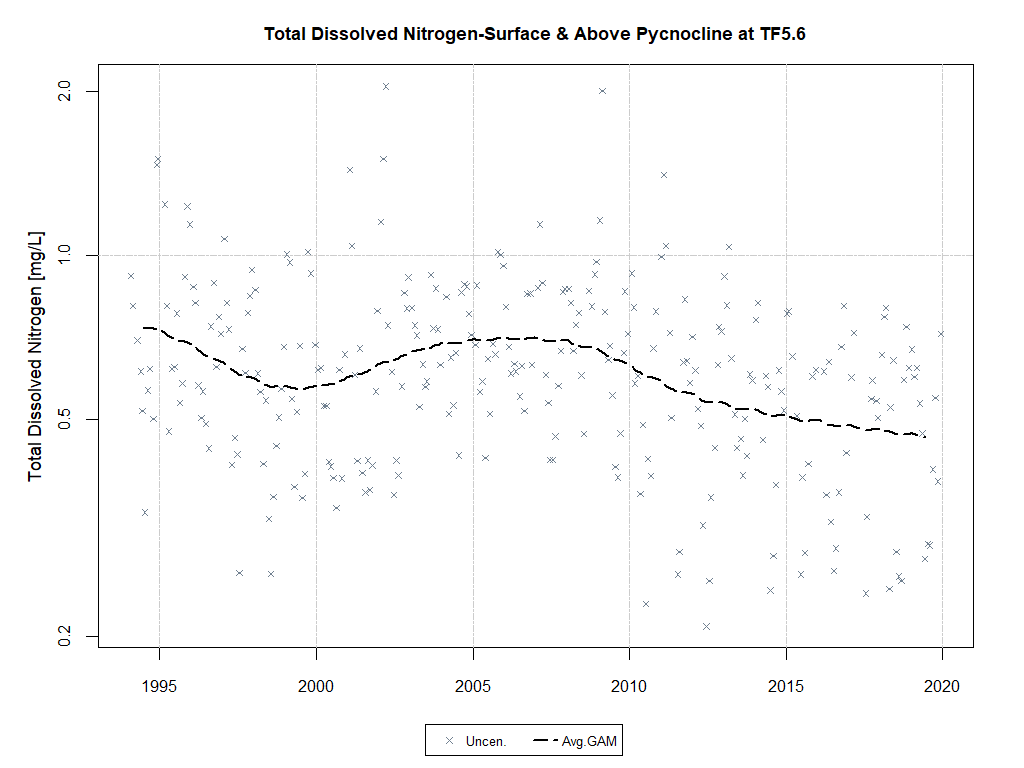 Total Dissolved Nitrogen-Surface & Above Pycnocline at TF5.6
Total Dissolved Nitrogen [mg/L]
2.0
1.0
0.5
0.2
1995 2000 2005 2010 2015 2020
Uncen. Avg.GAM